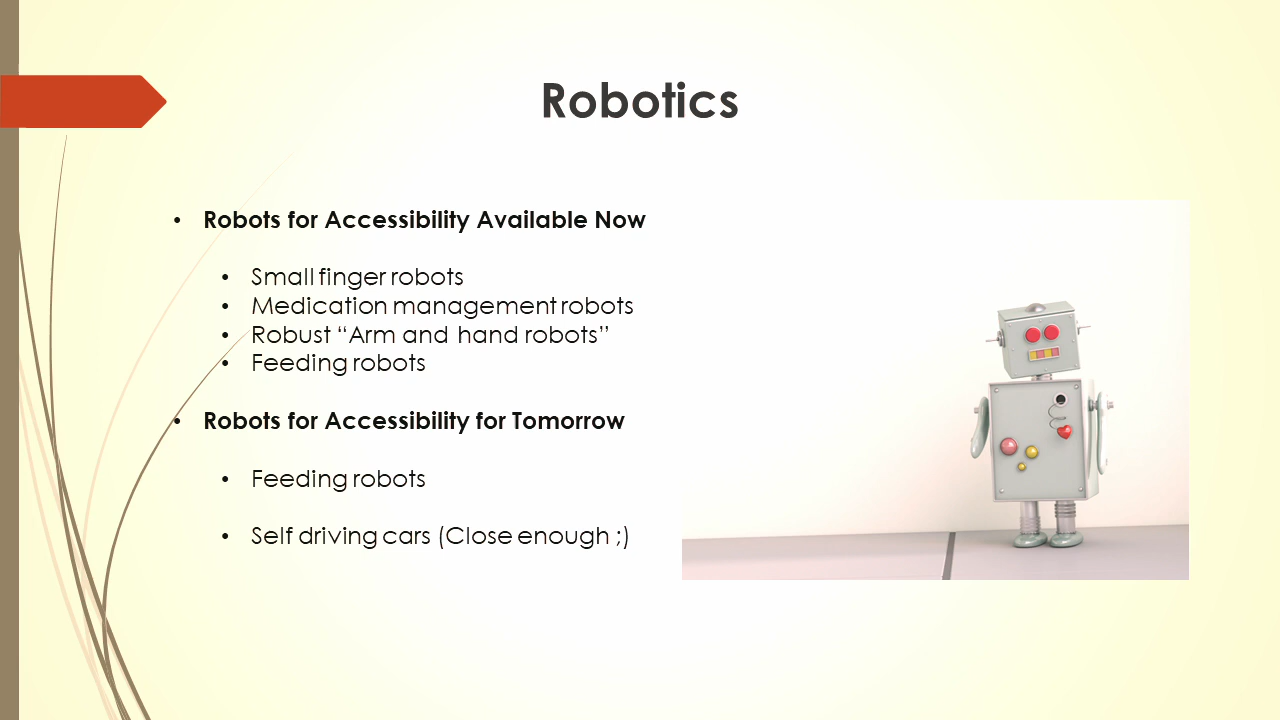 Robotics
• Robots for Accessibility Available Now
• Small finger robots
• Medication management robots
• Robust “Arm and hand robots”
• Feeding robots
• Robots for Accessibility for Tomorrow
• Feeding robots
• Self driving cars (Close enough ;)